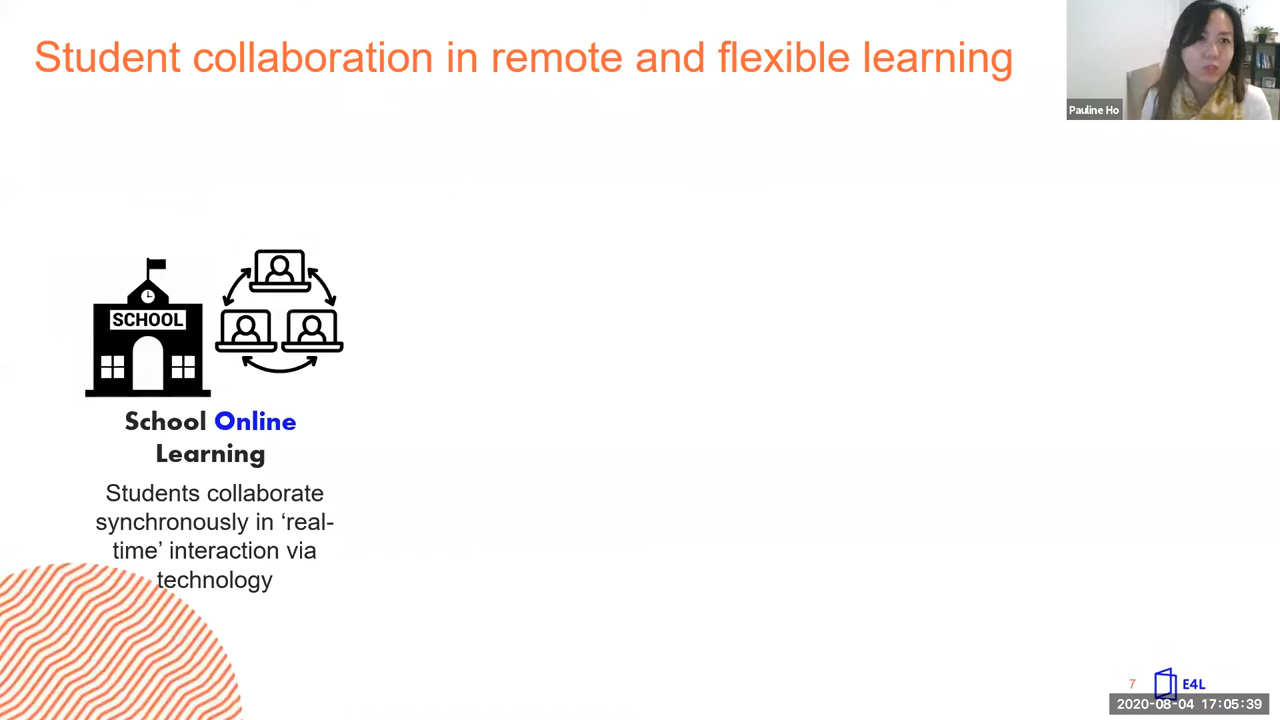 Student collaboration in remote and flexible learning
Pauline Ho
SCHOOL
School Online
Learning
Students collaborate
synchronously in ‘real-
time’ interaction via
technology
7
E4L
2020-08-04 17:05:39